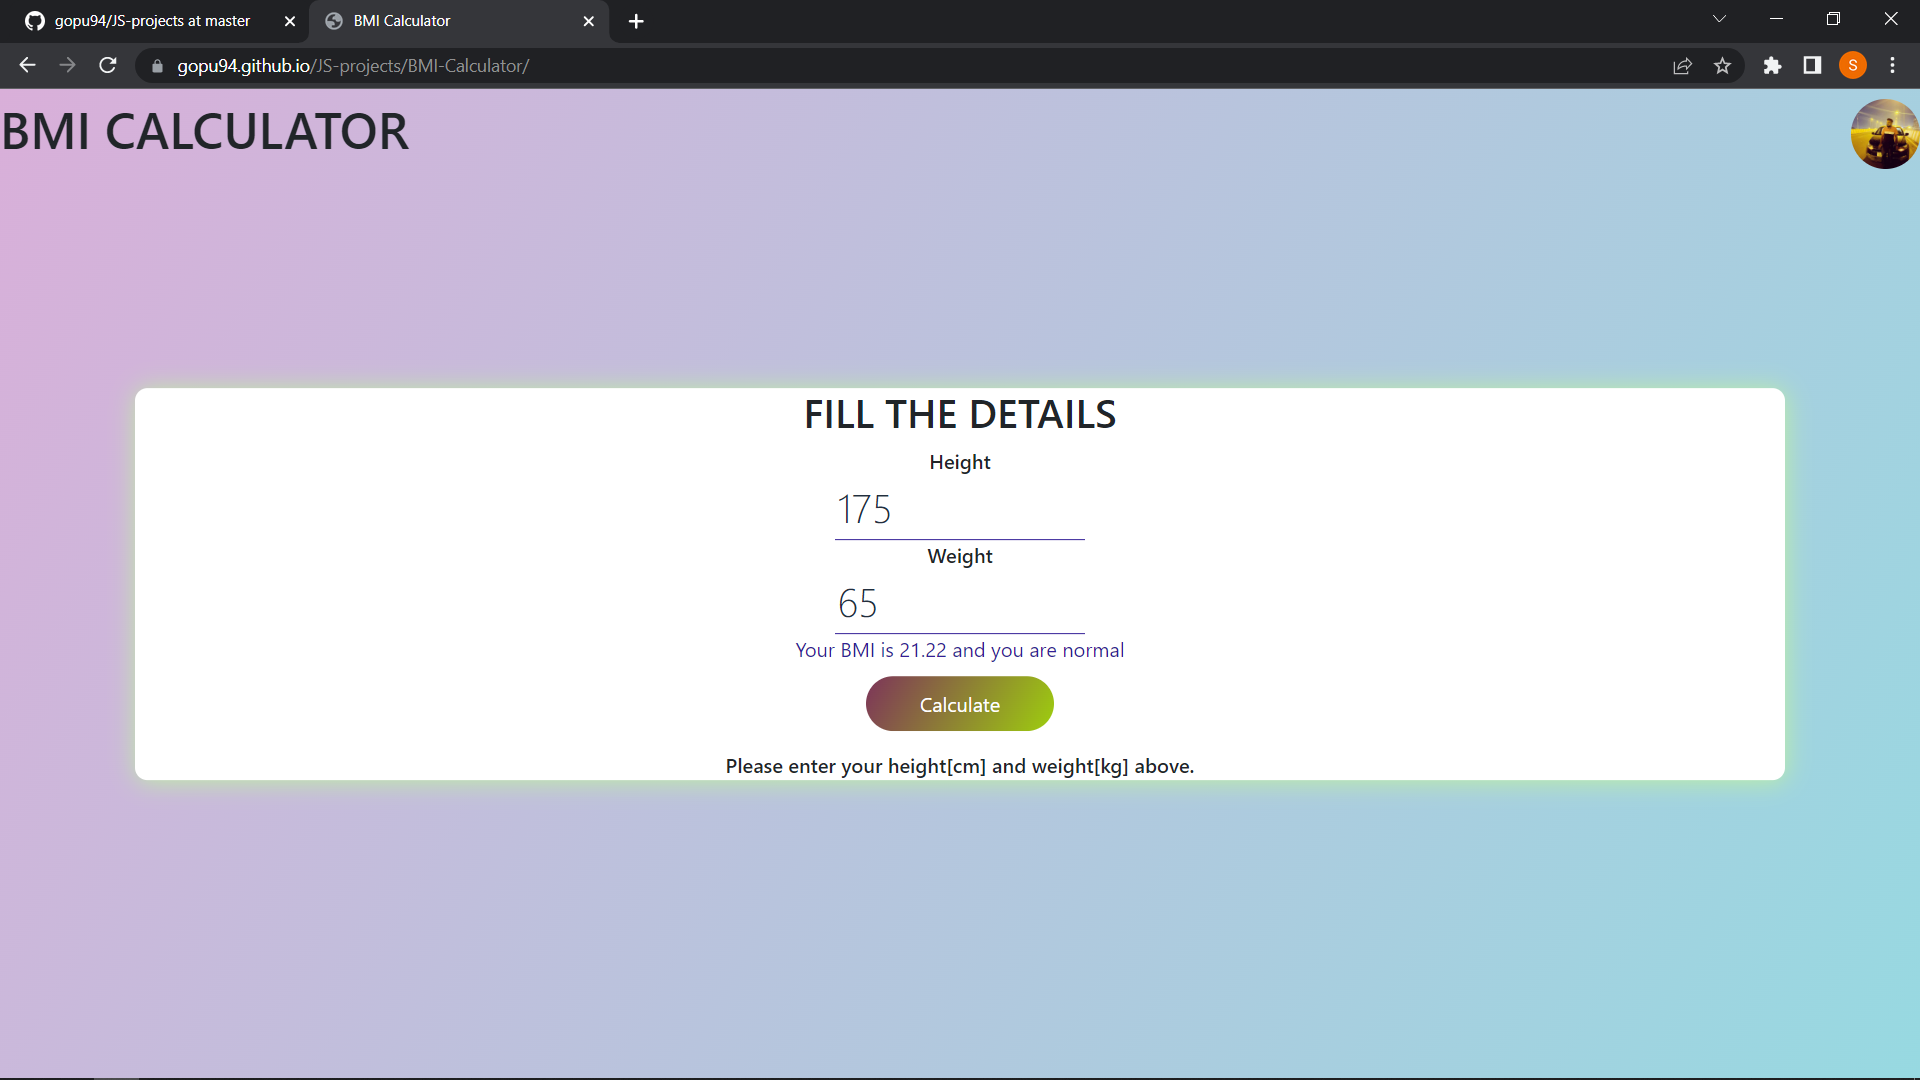 gopu94/JS-projects at master
BMI Calculator
gopu94.github.io/JS-projects/BMI-Calculator/
S
BMI CALCULATOR
FILL THE DETAILS
Height
175
Weight
65
Your BMI is 21.22 and you are normal
Calculate
Please enter your height[cm] and weight[kg] above.